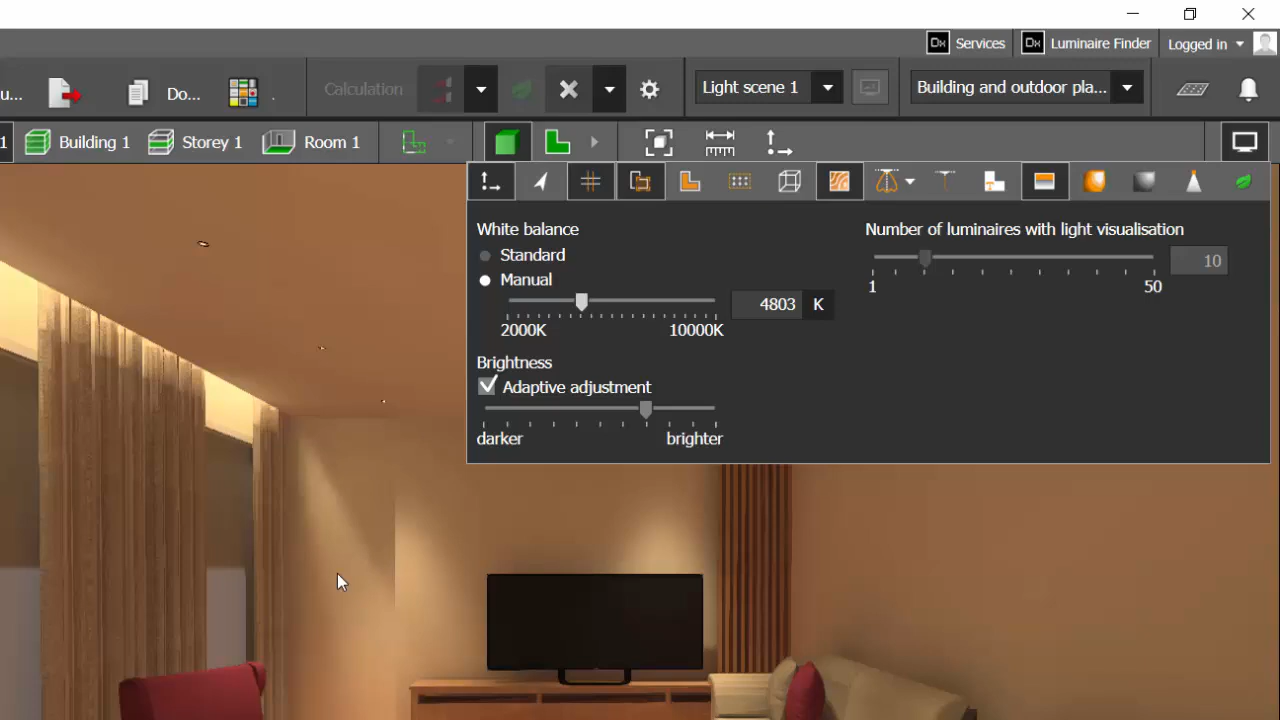 Dx Services Dx Luminaire Finder Logged in
u... Do... . Calculation Light scene 1 Building and outdoor pla...
1 Building 1 Storey 1 Room 1
White balance
Standard
Manual
4803 K
2000K 10000K
Brightness
Adaptive adjustment
darker brighter
Number of luminaires with light visualisation
10
1 50